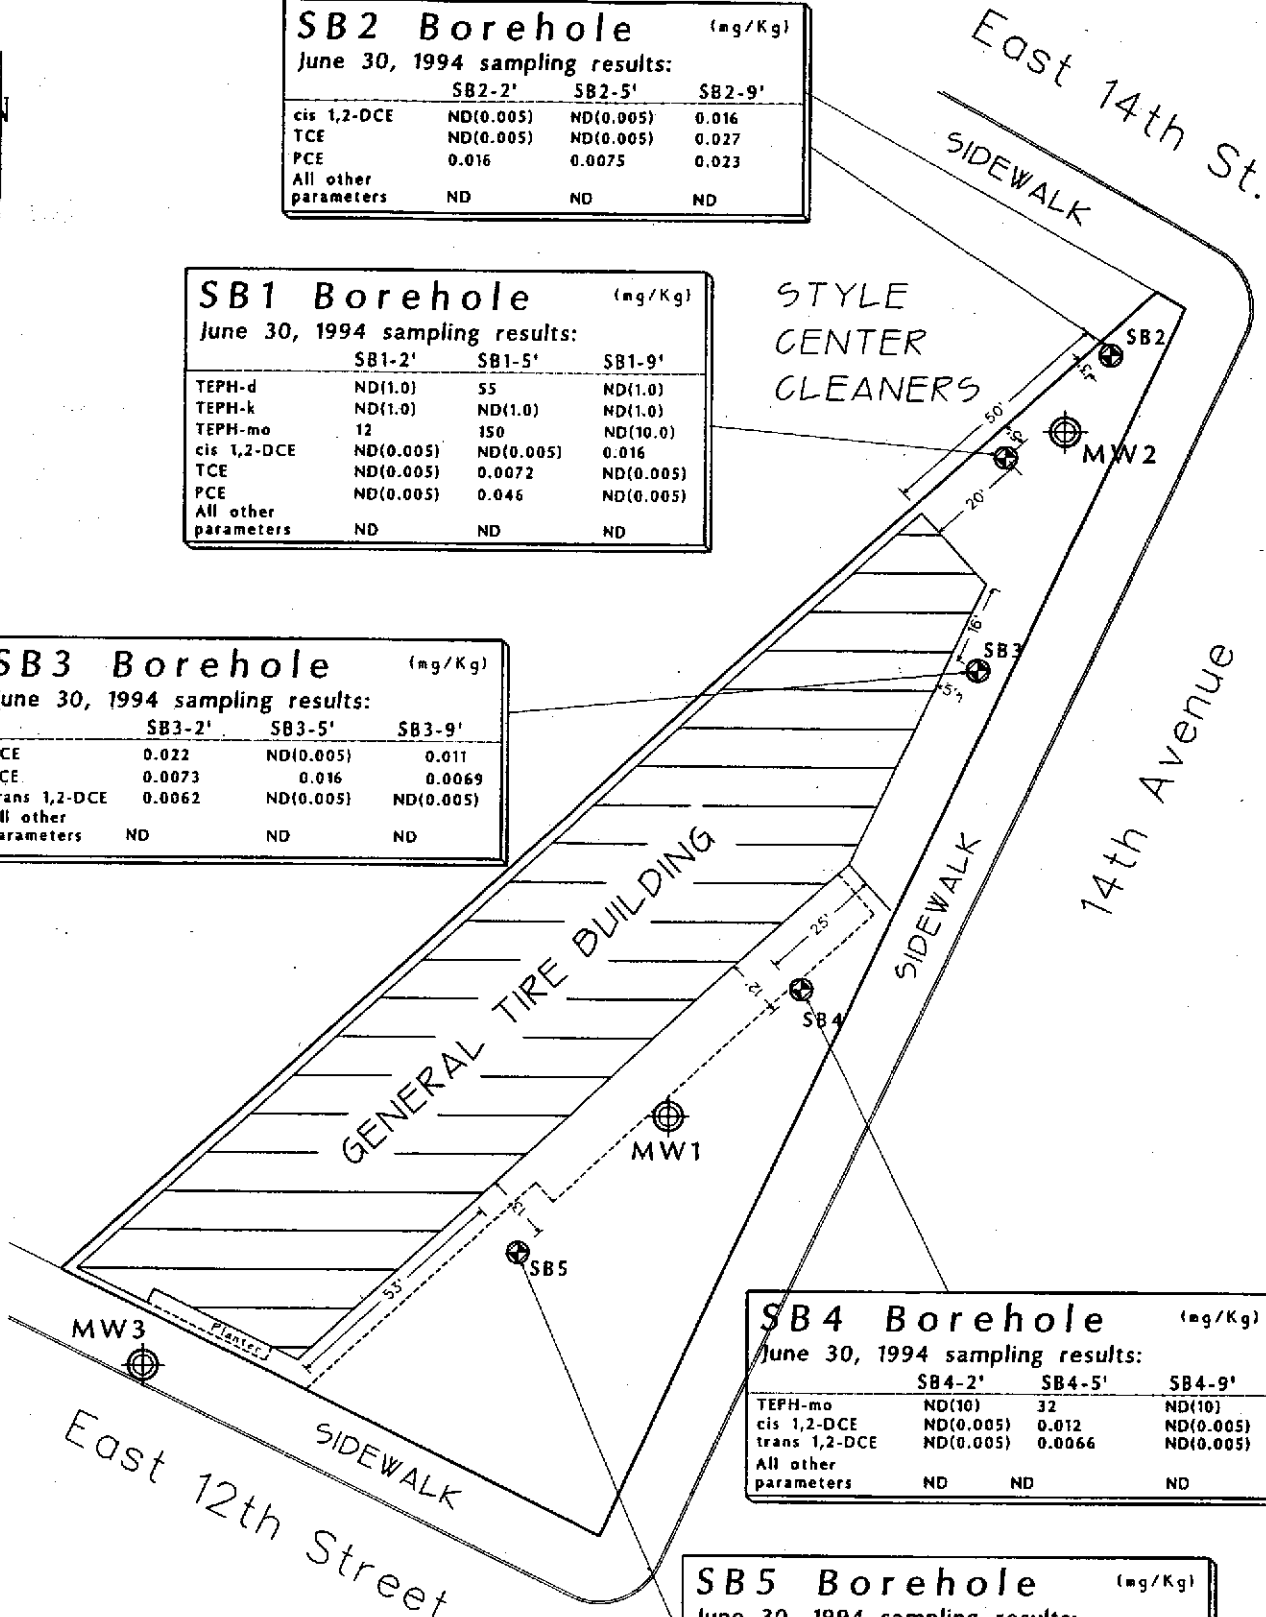 SB2 Borehole (mg/Kg)
June 30, 1994 sampling results:
SB2-2' SB2-5' SB2-9'
cis 1,2-DCE ND(0.005) ND(0.005) 0.016
TCE ND(0.005) ND(0.005) 0.027
PCE 0.016 0.0075 0.023
All other
parameters ND ND ND
East 14th St.
SIDEWALK
N
SB1 Borehole (mg/Kg)
June 30, 1994 sampling results:
SB1-2' SB1-5' SB1-9'
TEPH-d ND(1.0) 55 ND(1.0)
TEPH-k ND(1.0) ND(1.0) ND(1.0)
TEPH-mo 12 150 ND(10.0)
cis 1,2-DCE ND(0.005) ND(0.005) 0.016
TCE ND(0.005) 0.0072 ND(0.005)
PCE ND(0.005) 0.046 ND(0.005)
All other
parameters ND ND ND
STYLE
CENTER
CLEANERS
SB2
50'
MW2
20'
SB3 Borehole (mg/Kg)
une 30, 1994 sampling results:
SB3-2' SB3-5' SB3-9'
CE 0.022 ND(0.005) 0.011
CE 0.0073 0.016 0.0069
rans 1,2-DCE 0.0062 ND(0.005) ND(0.005)
ll other
arameters ND ND ND
16'
SB3
5'
14th Avenue
SIDEWALK
GENERAL TIRE BUILDING
25'
12'
SB4
MW1
13'
SB5
53'
Planter
MW3
SIDEWALK
East 12th Street
SB4 Borehole (mg/Kg)
June 30, 1994 sampling results:
SB4-2' SB4-5' SB4-9'
TEPH-mo ND(10) 32 ND(10)
cis 1,2-DCE ND(0.005) 0.012 ND(0.005)
trans 1,2-DCE ND(0.005) 0.0066 ND(0.005)
All other
parameters ND ND ND
SB5 Borehole (mg/Kg)
June 30, 1994 sampling results: